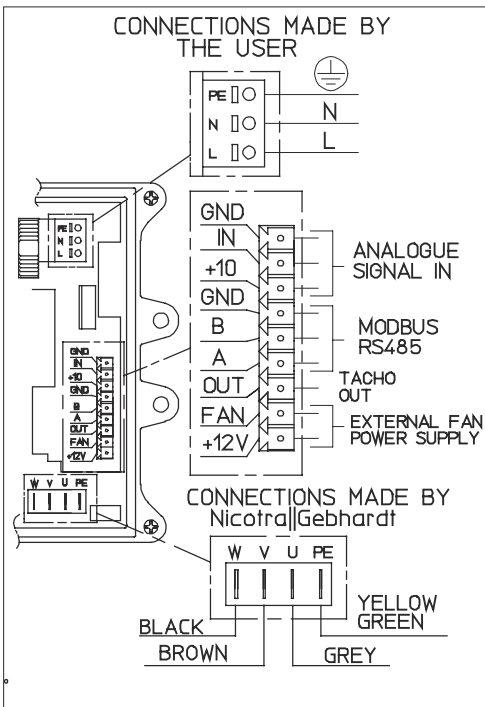 CONNECTIONS MADE BY
THE USER
PE
N
L
N
L
PE
N
L
GND
IN
+10
GND
B
A
OUT
FAN
+12V
ANALOGUE
SIGNAL IN
MODBUS
RS485
TACHO
OUT
EXTERNAL FAN
POWER SUPPLY
GND
IN
+10
GND
B
A
OUT
FAN
+12V
W V U PE
CONNECTIONS MADE BY
Nicotra||Gebhardt
W V U PE
BLACK
BROWN
YELLOW
GREEN
GREY